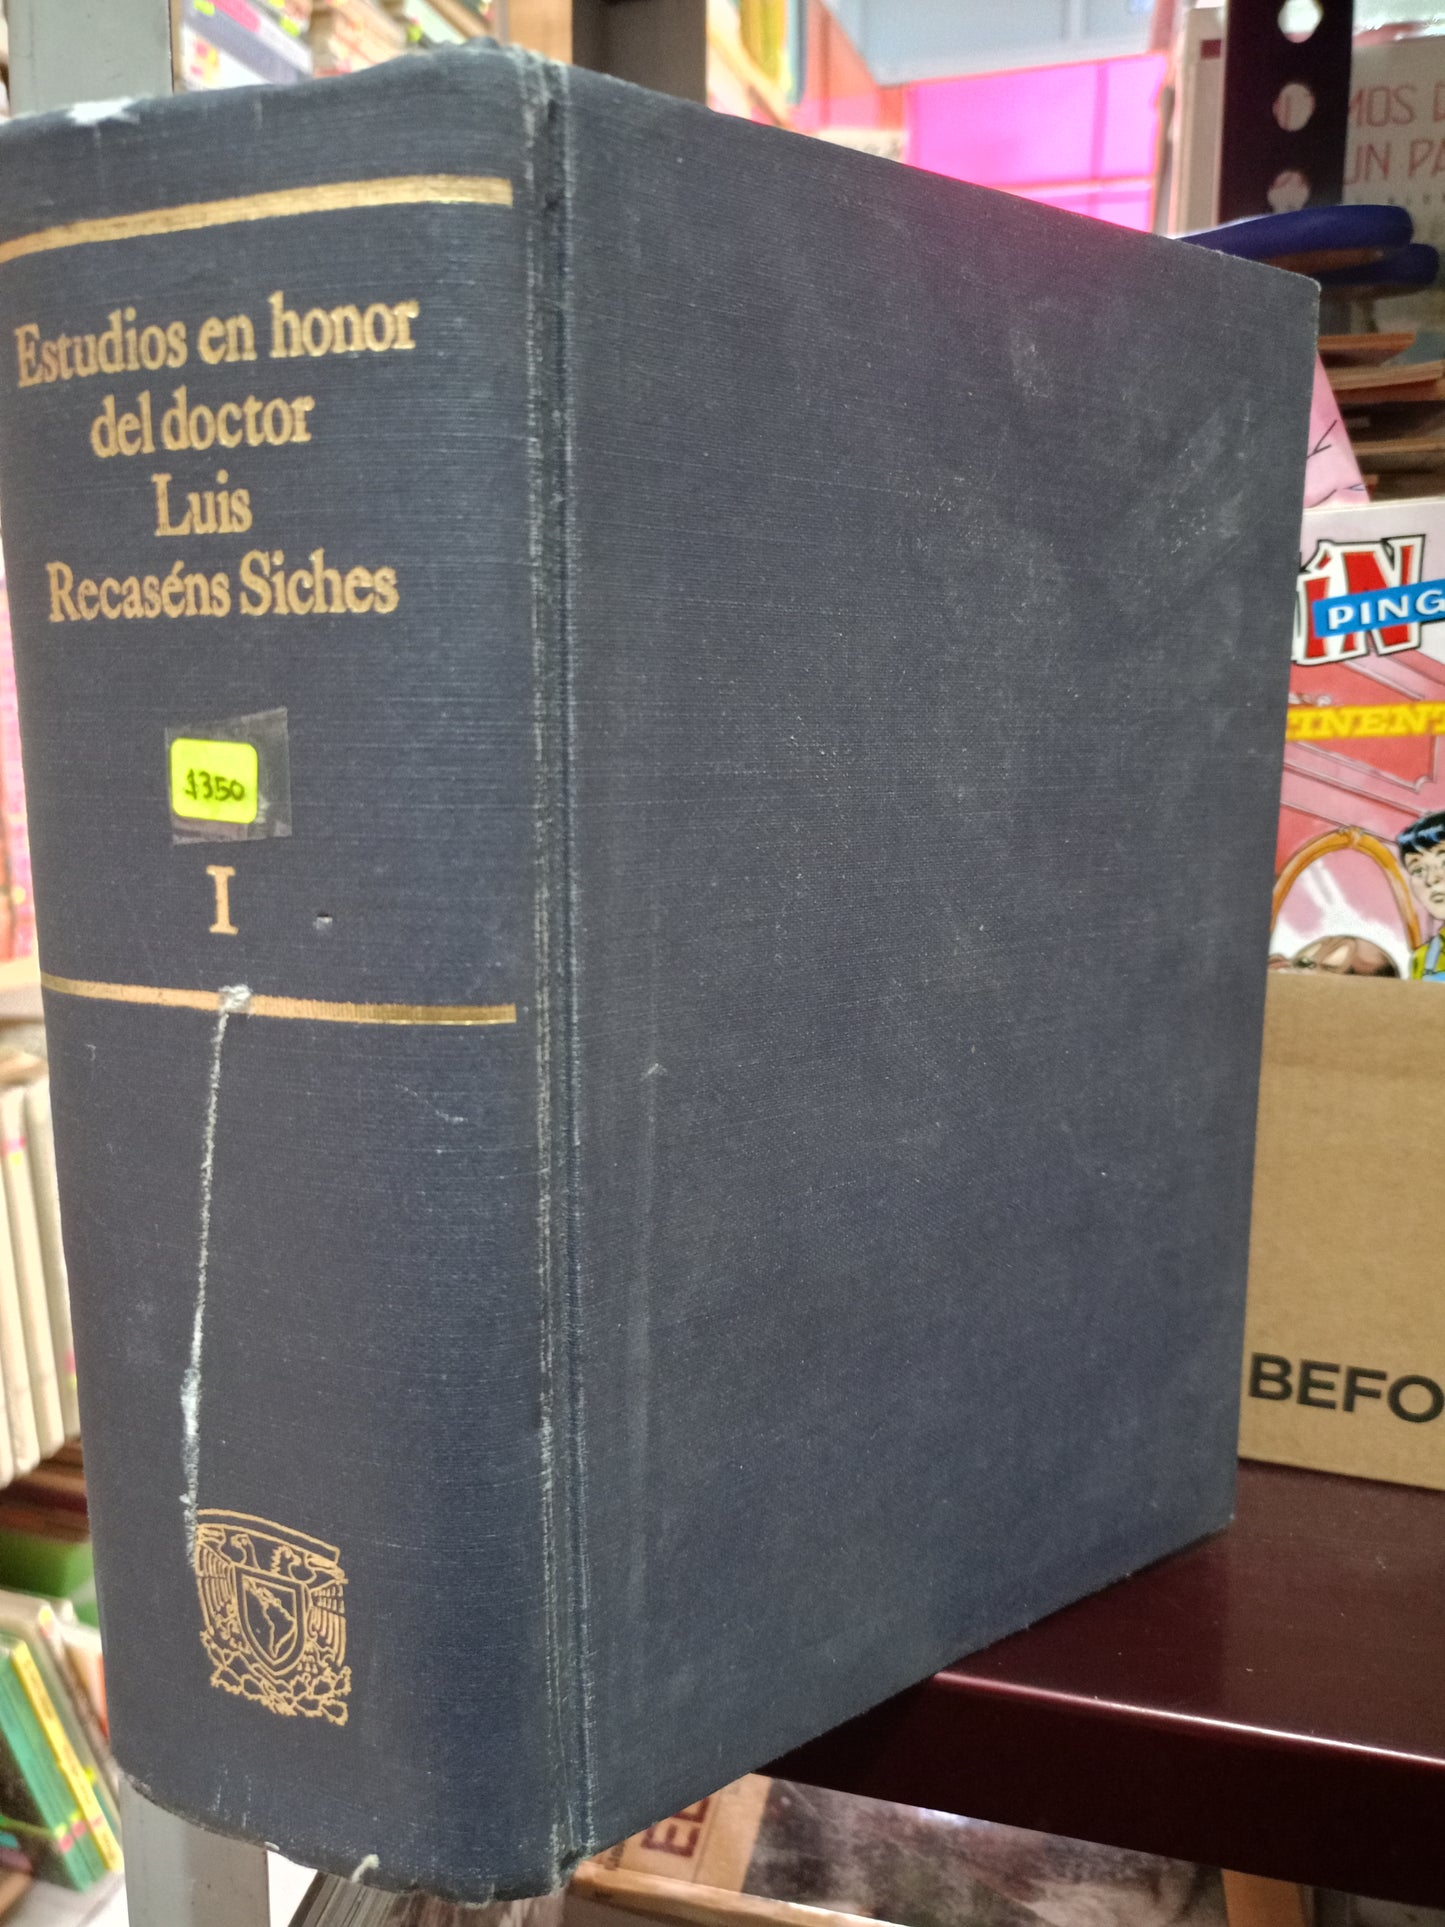 Estudios en honor
del doctor
Luis
Recaséns Siches
$350
I
PING
BEFO